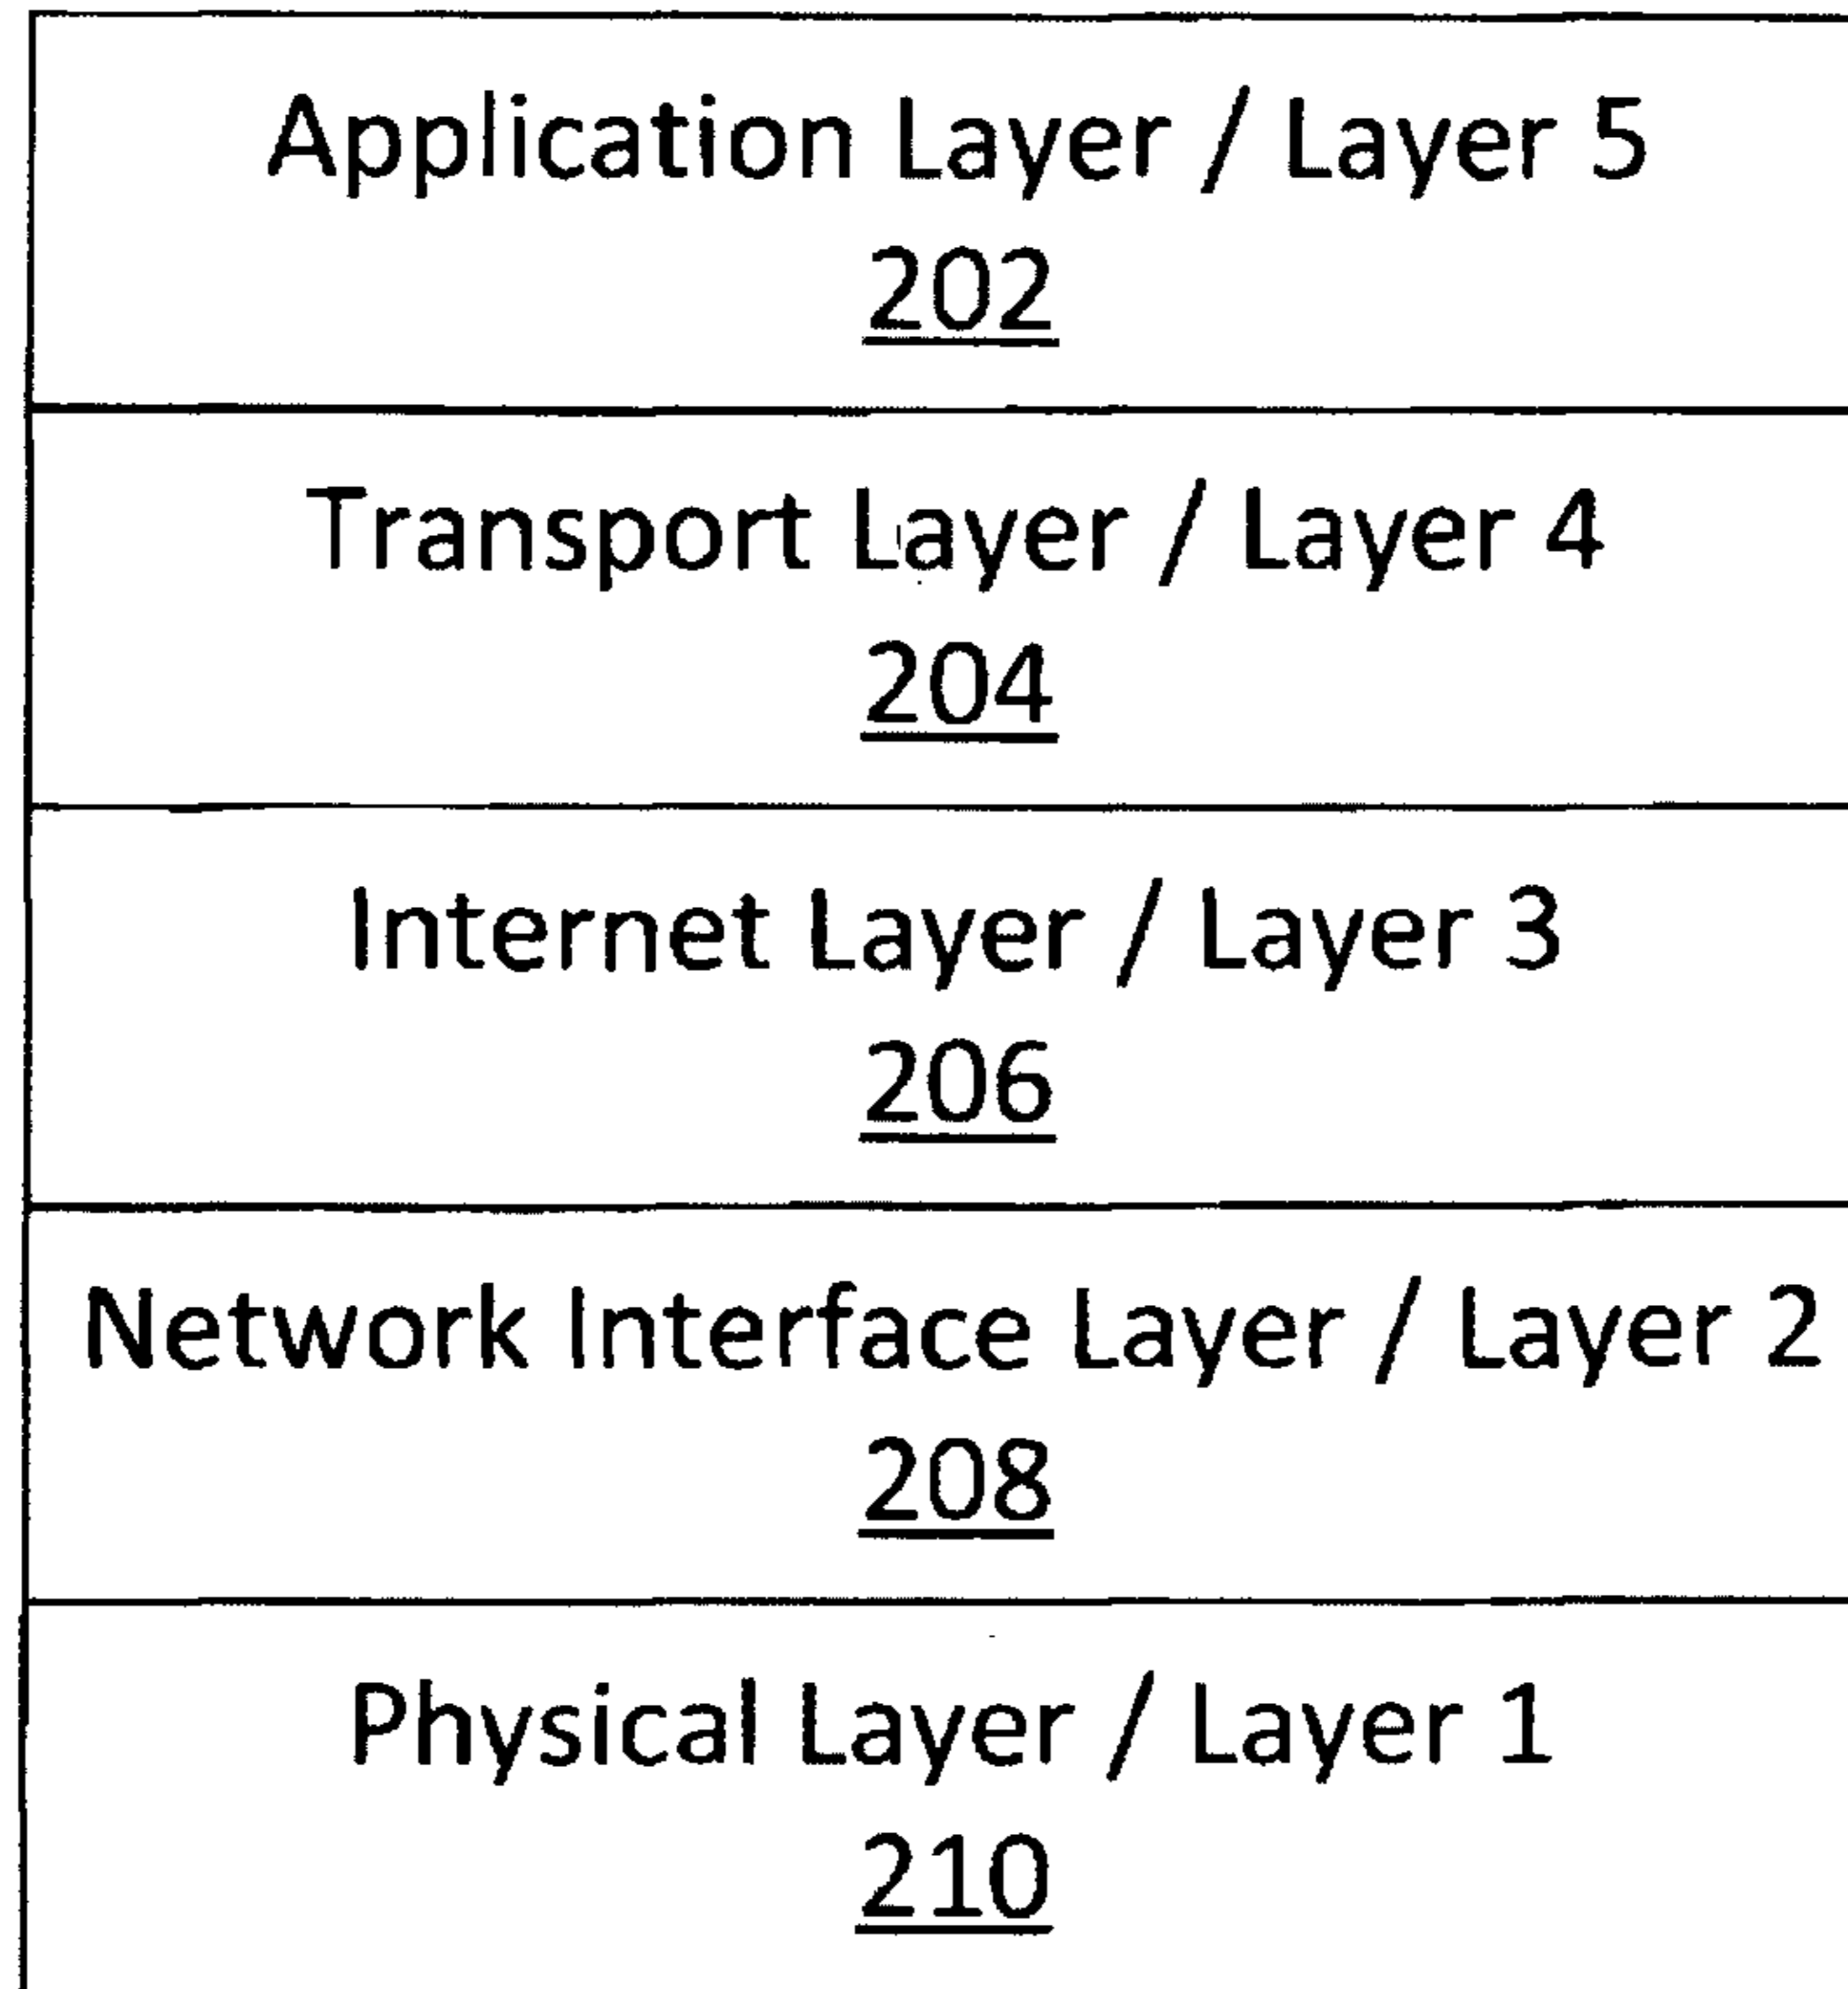 Application Layer / Layer 5
202
Transport Layer / Layer 4
204
Internet Layer / Layer 3
206
Network Interface Layer / Layer 2
208
Physical Layer / Layer 1
210